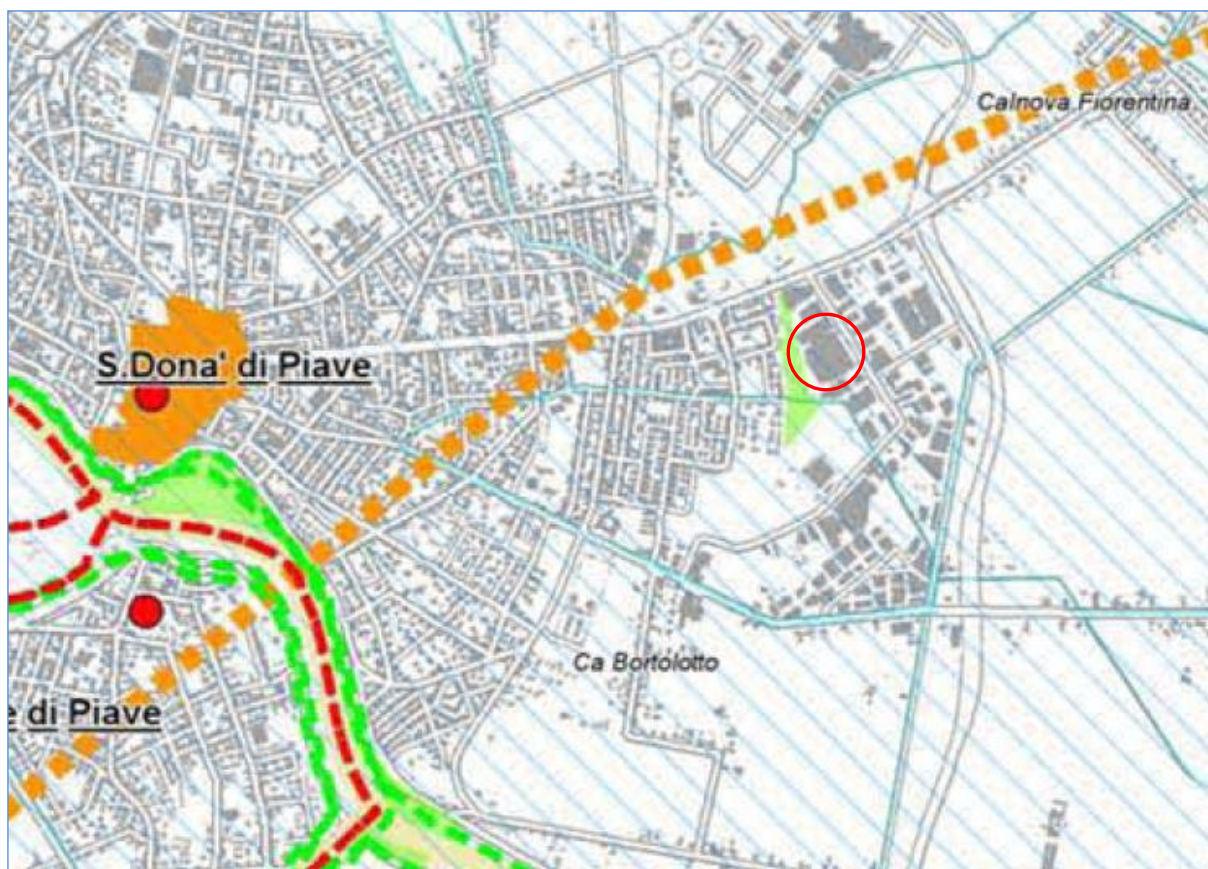 Calnova Fiorentina
S.Dona' di Piave
Ca Bortolotto
e di Piave